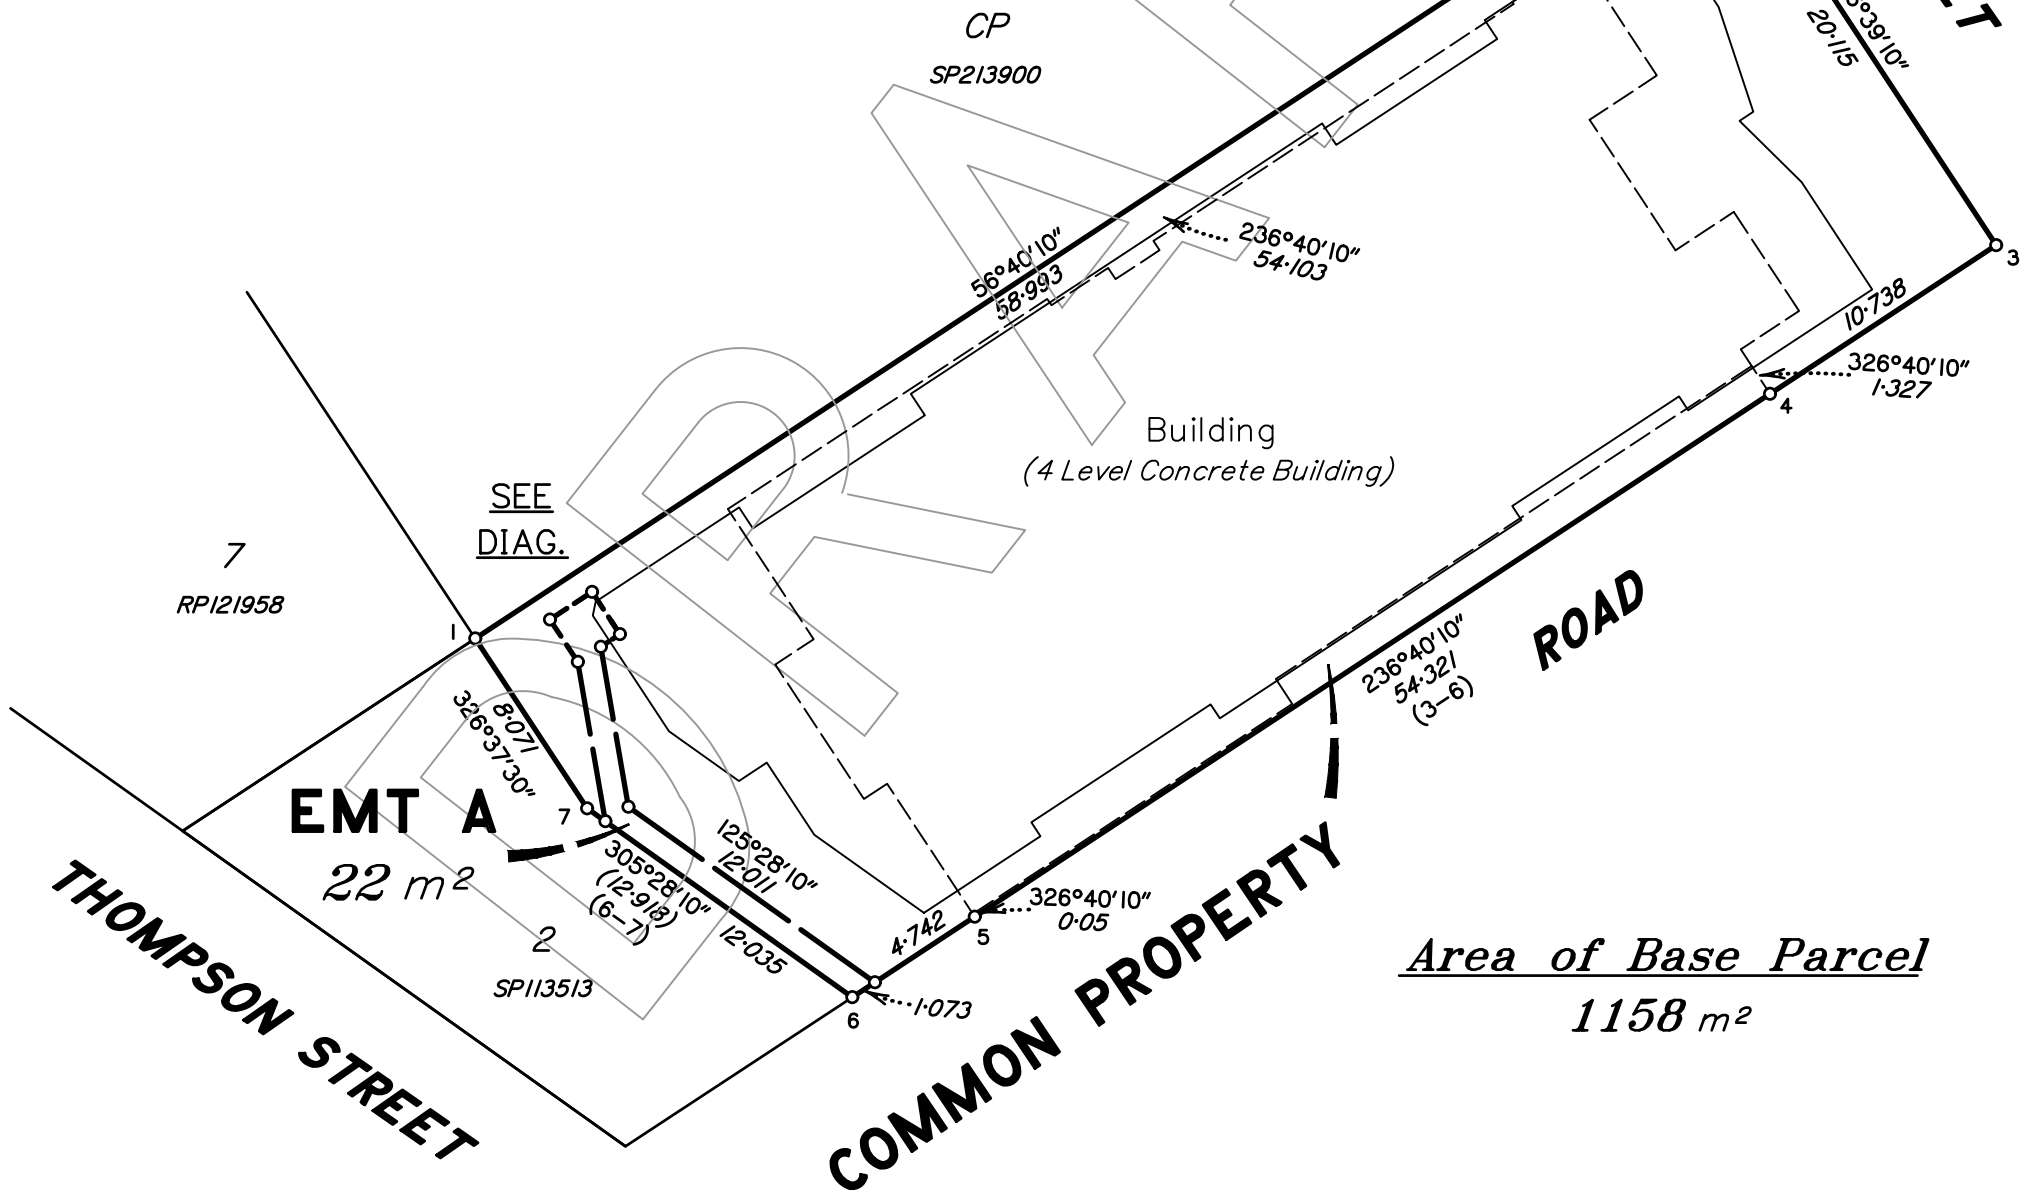 CP
SP213900
20·115
3
56°40'10"
58·993
236°40'10"
54·103
10·738
326°40'10"
1·327
4
Building
(4 Level Concrete Building)
SEE
DIAG.
7
RP121958
1
8·071
326°37'30"
236°40'10"
54·321
(3-6)
ROAD
EMT A
22 m²
7
125°28'10"
12·011
305°28'10"
(12·918)
(6-7)
12·035
2
SP113513
4·742
326°40'10"
0·05
5
1·073
6
THOMPSON STREET
COMMON PROPERTY
Area of Base Parcel
1158 m²
DRA